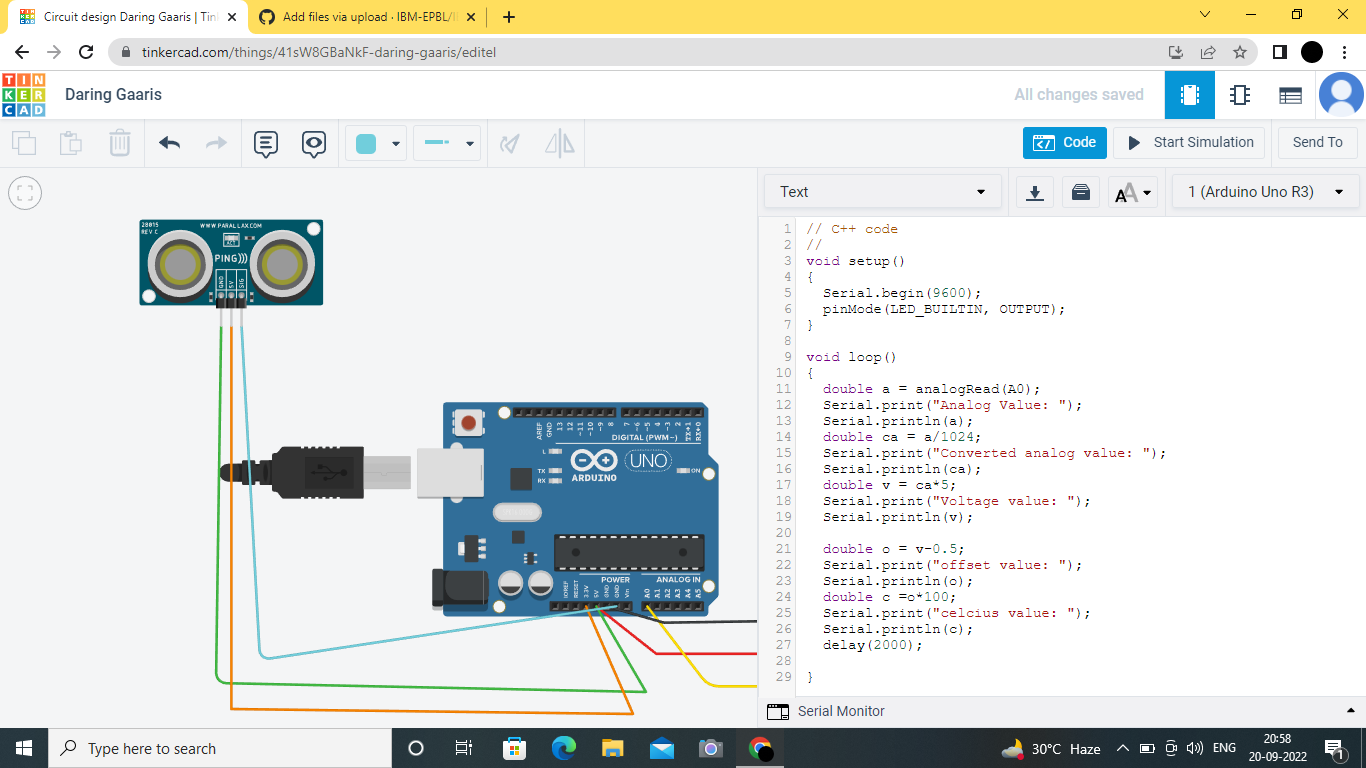 Circuit design Daring Gaaris | Tin
Add files via upload · IBM-EPBL/I
tinkercad.com/things/41sW8GBaNkF-daring-gaaris/editel
TIN
KER
CAD
Daring Gaaris
All changes saved
Code
Start Simulation
Send To
Text
1 (Arduino Uno R3)
28015
REV C
WWW.PARALLAX.COM
ACT
PING)))
GND
5V
SIG
AREF
GND
13
12
~11
~10
~9
8
7
~6
~5
4
~3
2
TX→1
RX←0
DIGITAL (PWM~)
L
TX
RX
ARDUINO
UNO
ON
POWER
ANALOG IN
IOREF
RESET
3.3V
5V
GND
GND
Vin
A0
A1
A2
A3
A4
A5
1 // C++ code
2 //
3 void setup()
4 {
5 Serial.begin(9600);
6 pinMode(LED_BUILTIN, OUTPUT);
7 }
8
9 void loop()
10 {
11 double a = analogRead(A0);
12 Serial.print("Analog Value: ");
13 Serial.println(a);
14 double ca = a/1024;
15 Serial.print("Converted analog value: ");
16 Serial.println(ca);
17 double v = ca*5;
18 Serial.print("Voltage value: ");
19 Serial.println(v);
20
21 double o = v-0.5;
22 Serial.print("offset value: ");
23 Serial.println(o);
24 double c =o*100;
25 Serial.print("celcius value: ");
26 Serial.println(c);
27 delay(2000);
28
29 }
Serial Monitor
Type here to search
30°C Haze
ENG
20:58
20-09-2022
1